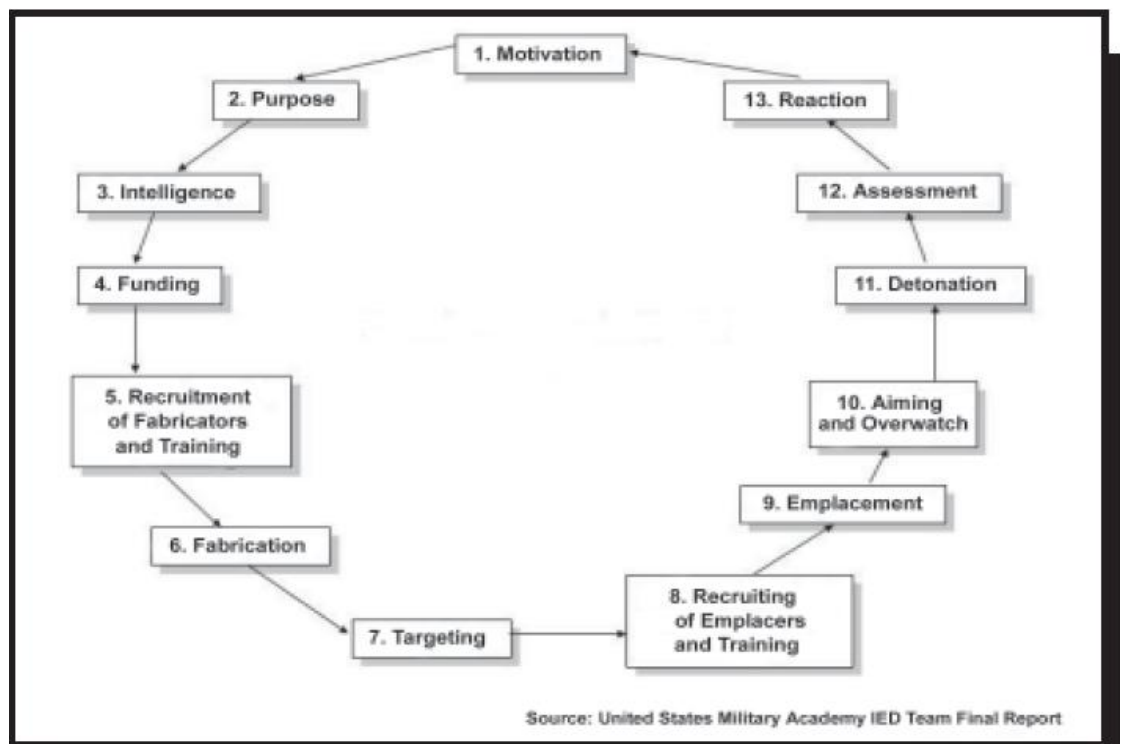 1. Motivation
2. Purpose
3. Intelligence
4. Funding
5. Recruitment
of Fabricators
and Training
6. Fabrication
7. Targeting
8. Recruiting
of Emplacers
and Training
9. Emplacement
10. Aiming
and Overwatch
11. Detonation
12. Assessment
13. Reaction
Source: United States Military Academy IED Team Final Report